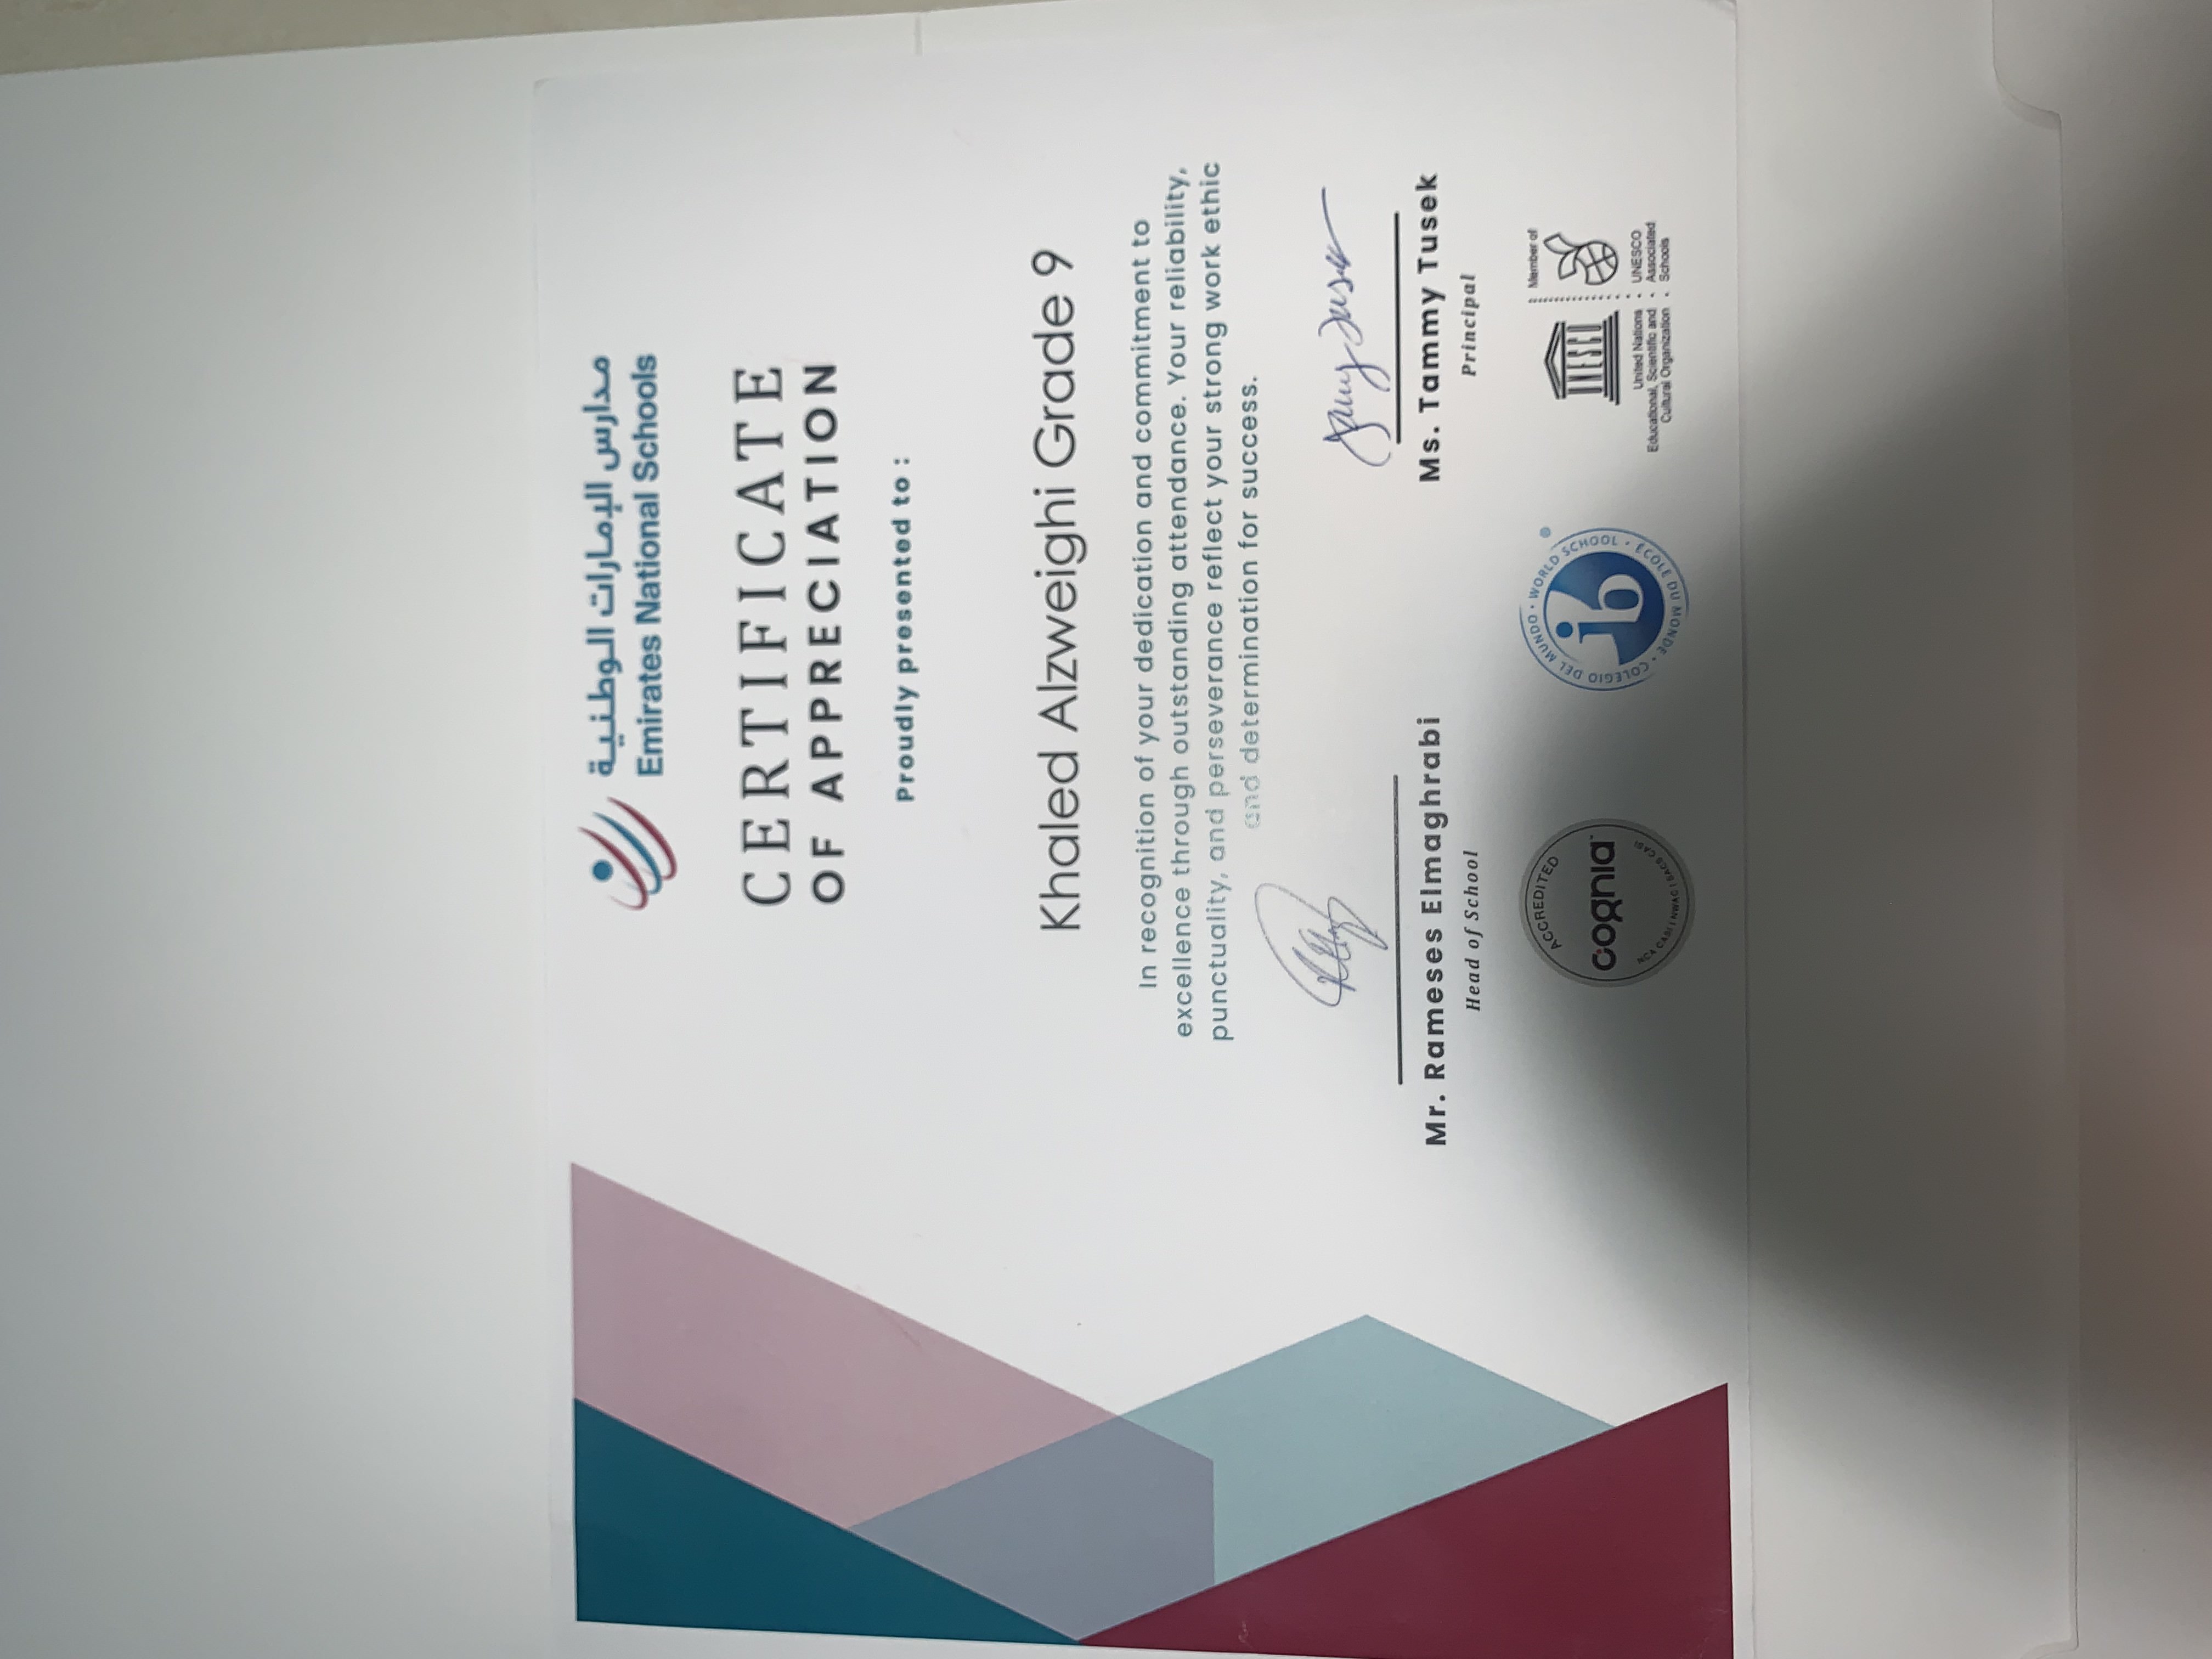 مدارس الإمارات الوطنية
Emirates National Schools
CERTIFICATE
OF APPRECIATION
Proudly presented to :
Khaled Alzweighi Grade 9
In recognition of your dedication and commitment to
excellence through outstanding attendance. Your reliability,
punctuality, and perseverance reflect your strong work ethic
and determination for success.
Tammy Tusek
Mr. Rameses Elmaghrabi
Head of School
Ms. Tammy Tusek
Principal
ACCREDITED
cognia
NCA CASI | NWAC | SACS CASI
COLEGIO DEL MUNDO · WORLD SCHOOL · ÉCOLE DU MONDE ·
ib
®
UNESCO
United Nations
Educational, Scientific and
Cultural Organization
Member of
UNESCO
Associated
Schools